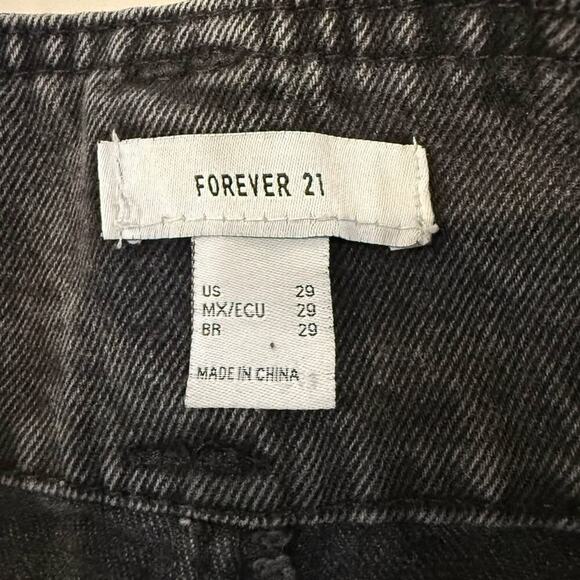 FOREVER 21
US 29
MX/ECU 29
BR 29
MADE IN CHINA